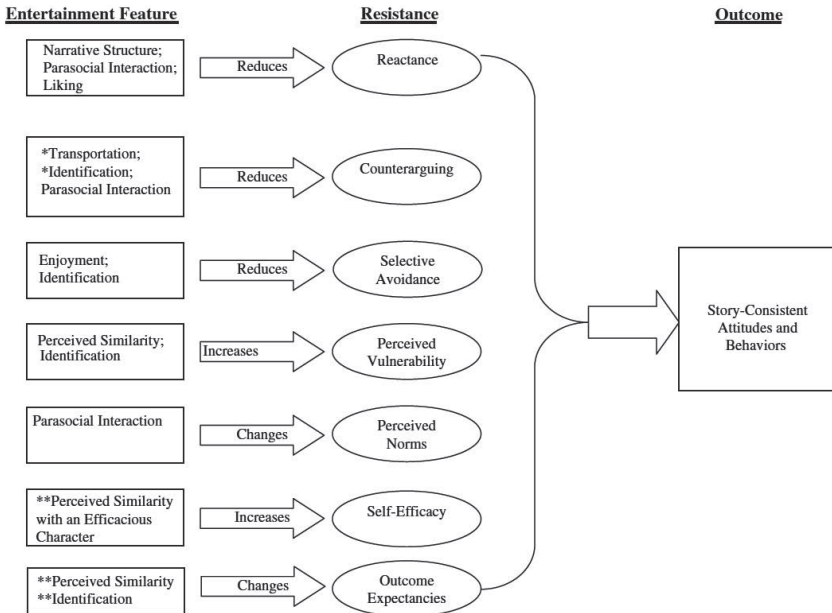 Entertainment Feature
Resistance
Outcome
Narrative Structure;
Parasocial Interaction;
Liking
Reduces
Reactance
*Transportation;
*Identification;
Parasocial Interaction
Reduces
Counterarguing
Enjoyment;
Identification
Reduces
Selective
Avoidance
Perceived Similarity;
Identification
Increases
Perceived
Vulnerability
Parasocial Interaction
Changes
Perceived
Norms
**Perceived Similarity
with an Efficacious
Character
Increases
Self-Efficacy
**Perceived Similarity
**Identification
Changes
Outcome
Expectancies
Story-Consistent
Attitudes and
Behaviors